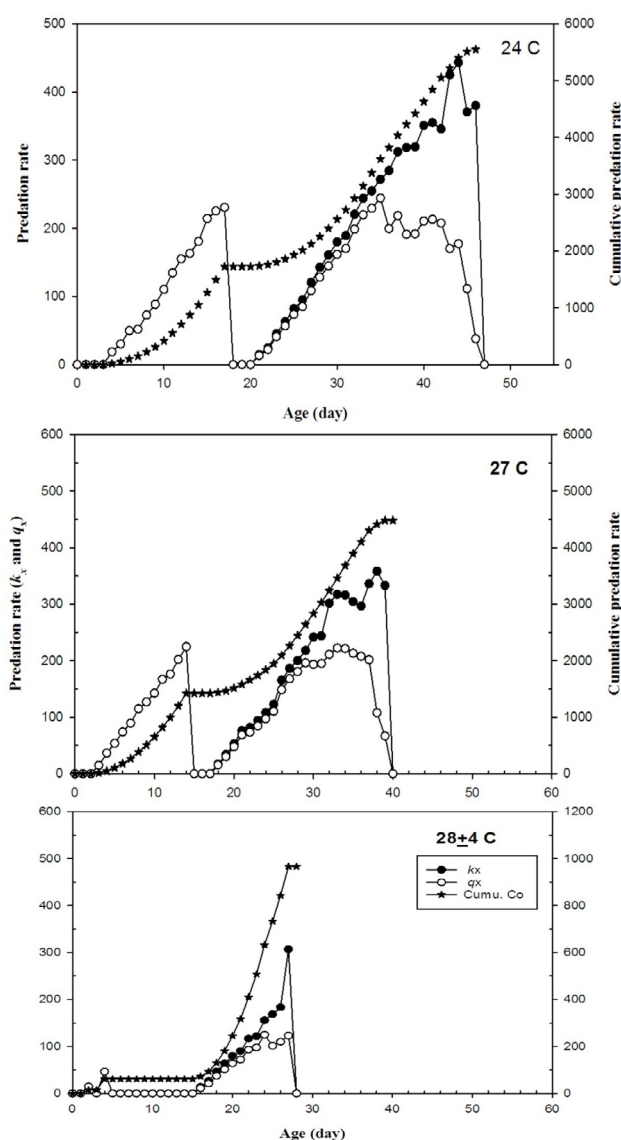 24 C
500
400
300
200
100
0
Predation rate
6000
5000
4000
3000
2000
1000
0
Cumulative predation rate
0 10 20 30 40 50
Age (day)
27 C
600
500
400
300
200
100
0
Predation rate (kx and qx)
6000
5000
4000
3000
2000
1000
0
Cumulative predation rate
0 10 20 30 40 50 60
28±4 C
kx
qx
Cumu. Co
600
500
400
300
200
100
0
1200
1000
800
600
400
200
0
0 10 20 30 40 50 60
Age (day)